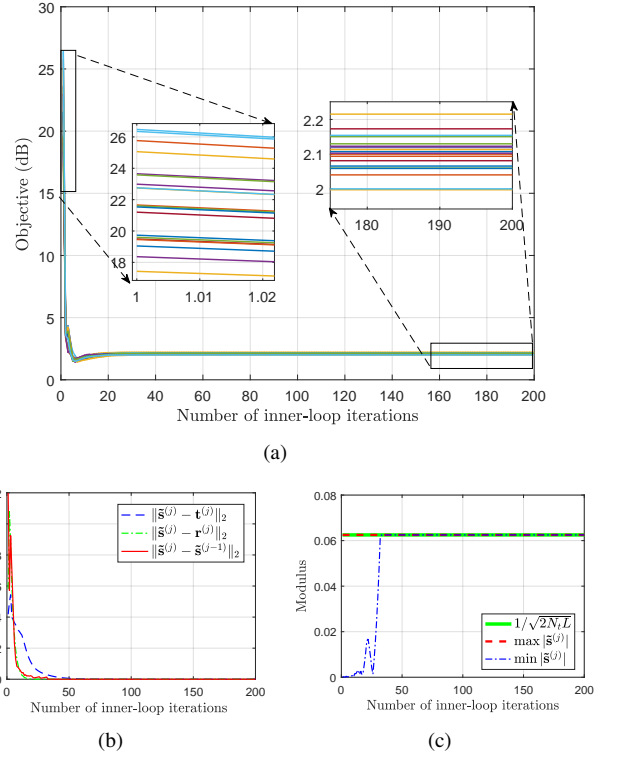 30
25
20
15
10
5
0
Objective (dB)
26
24
22
20
18
1
1.01
1.02
2.2
2.1
2
180
190
200
0 20 40 60 80 100 120 140 160 180 200
Number of inner-loop iterations
(a)
‖s̃^(j) − t^(j)‖₂
‖s̃^(j) − r^(j)‖₂
‖s̃^(j) − s̃^(j−1)‖₂
0 50 100 150 200
Number of inner-loop iterations
(b)
0.08
0.06
0.04
0.02
0
Modulus
1/√2NₜL
max |s̃^(j)|
min |s̃^(j)|
0 50 100 150 200
Number of inner-loop iterations
(c)